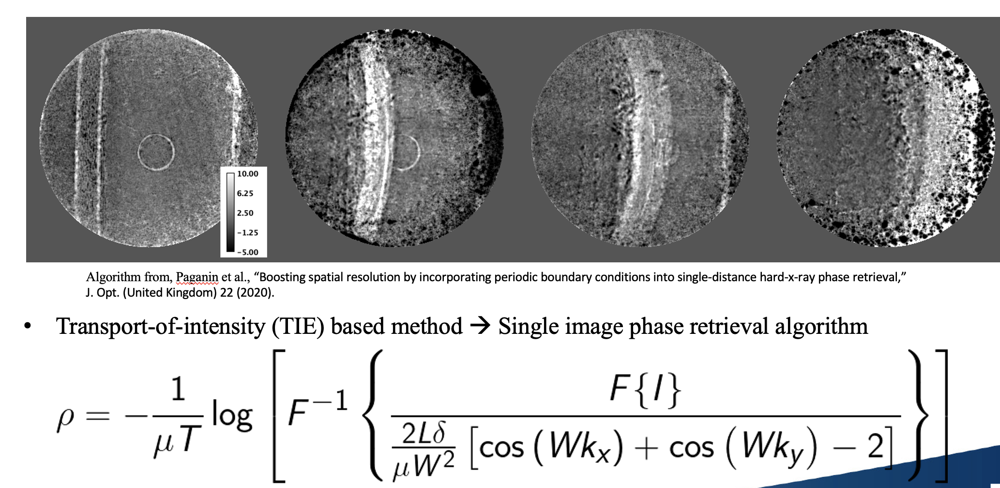 10.00
6.25
2.50
-1.25
-5.00
Algorithm from, Paganin et al., “Boosting spatial resolution by incorporating periodic boundary conditions into single-distance hard-x-ray phase retrieval,”
J. Opt. (United Kingdom) 22 (2020).
• Transport-of-intensity (TIE) based method → Single image phase retrieval algorithm
ρ = − 1/(μT) log [ F⁻¹ { F{I} / ( 2Lδ/(μW²) [cos (Wkₓ) + cos (Wk_y) − 2] ) } ]